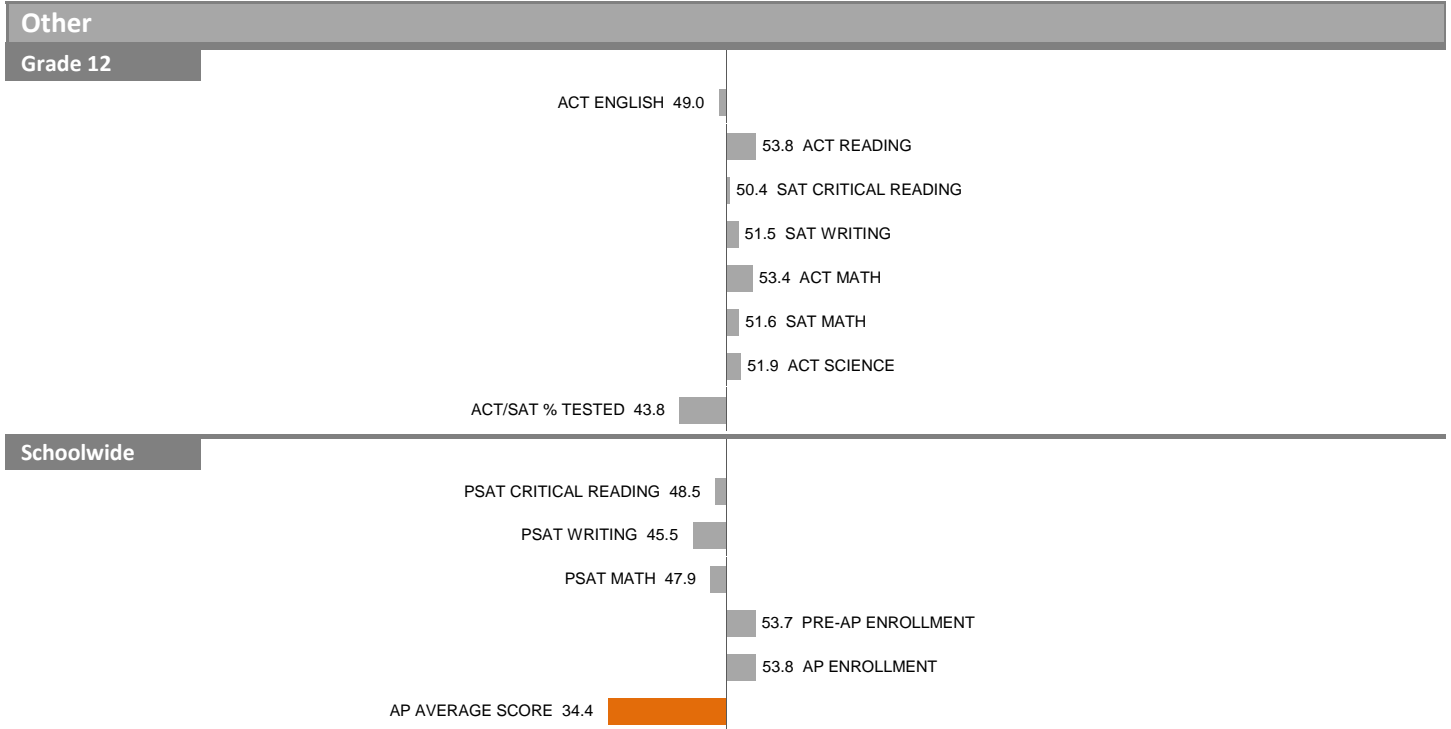 Other
Grade 12
ACT ENGLISH 49.0
53.8 ACT READING
50.4 SAT CRITICAL READING
51.5 SAT WRITING
53.4 ACT MATH
51.6 SAT MATH
51.9 ACT SCIENCE
ACT/SAT % TESTED 43.8
Schoolwide
PSAT CRITICAL READING 48.5
PSAT WRITING 45.5
PSAT MATH 47.9
53.7 PRE-AP ENROLLMENT
53.8 AP ENROLLMENT
AP AVERAGE SCORE 34.4